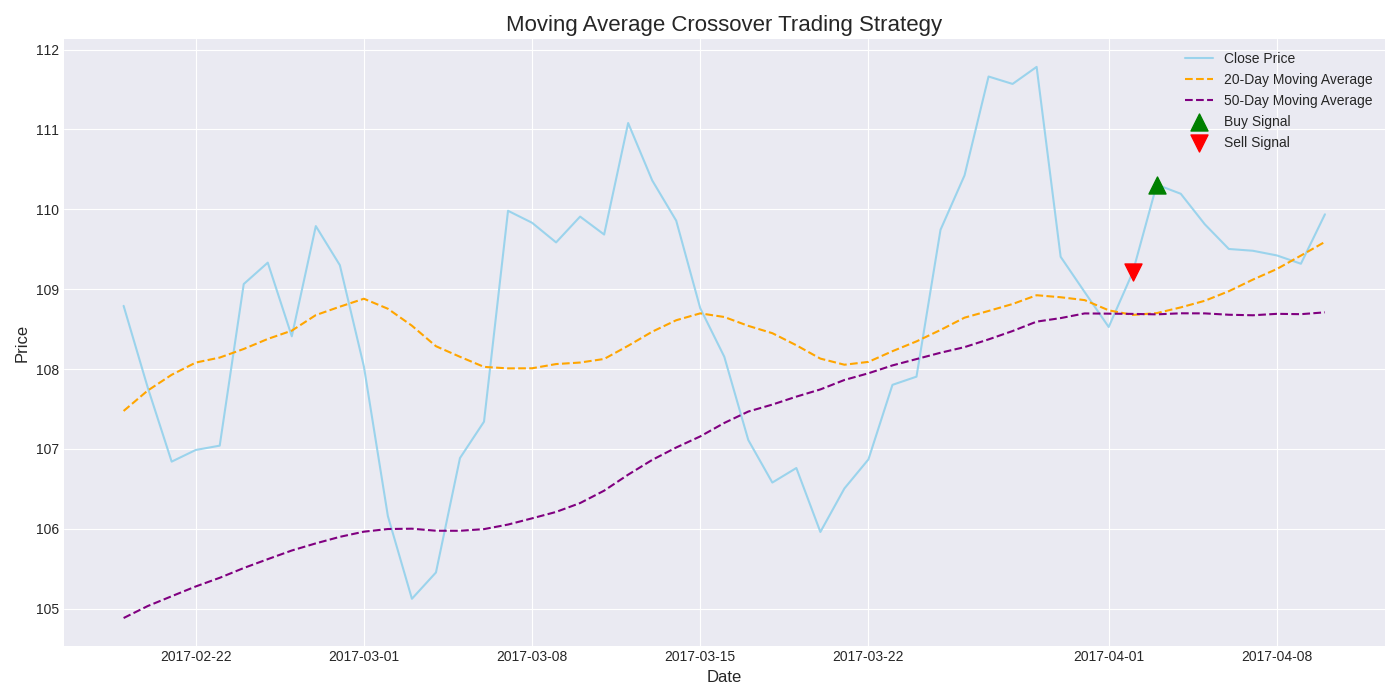 Moving Average Crossover Trading Strategy
Close Price
20-Day Moving Average
50-Day Moving Average
Buy Signal
Sell Signal
Price
112
111
110
109
108
107
106
105
2017-02-22
2017-03-01
2017-03-08
2017-03-15
2017-03-22
2017-04-01
2017-04-08
Date